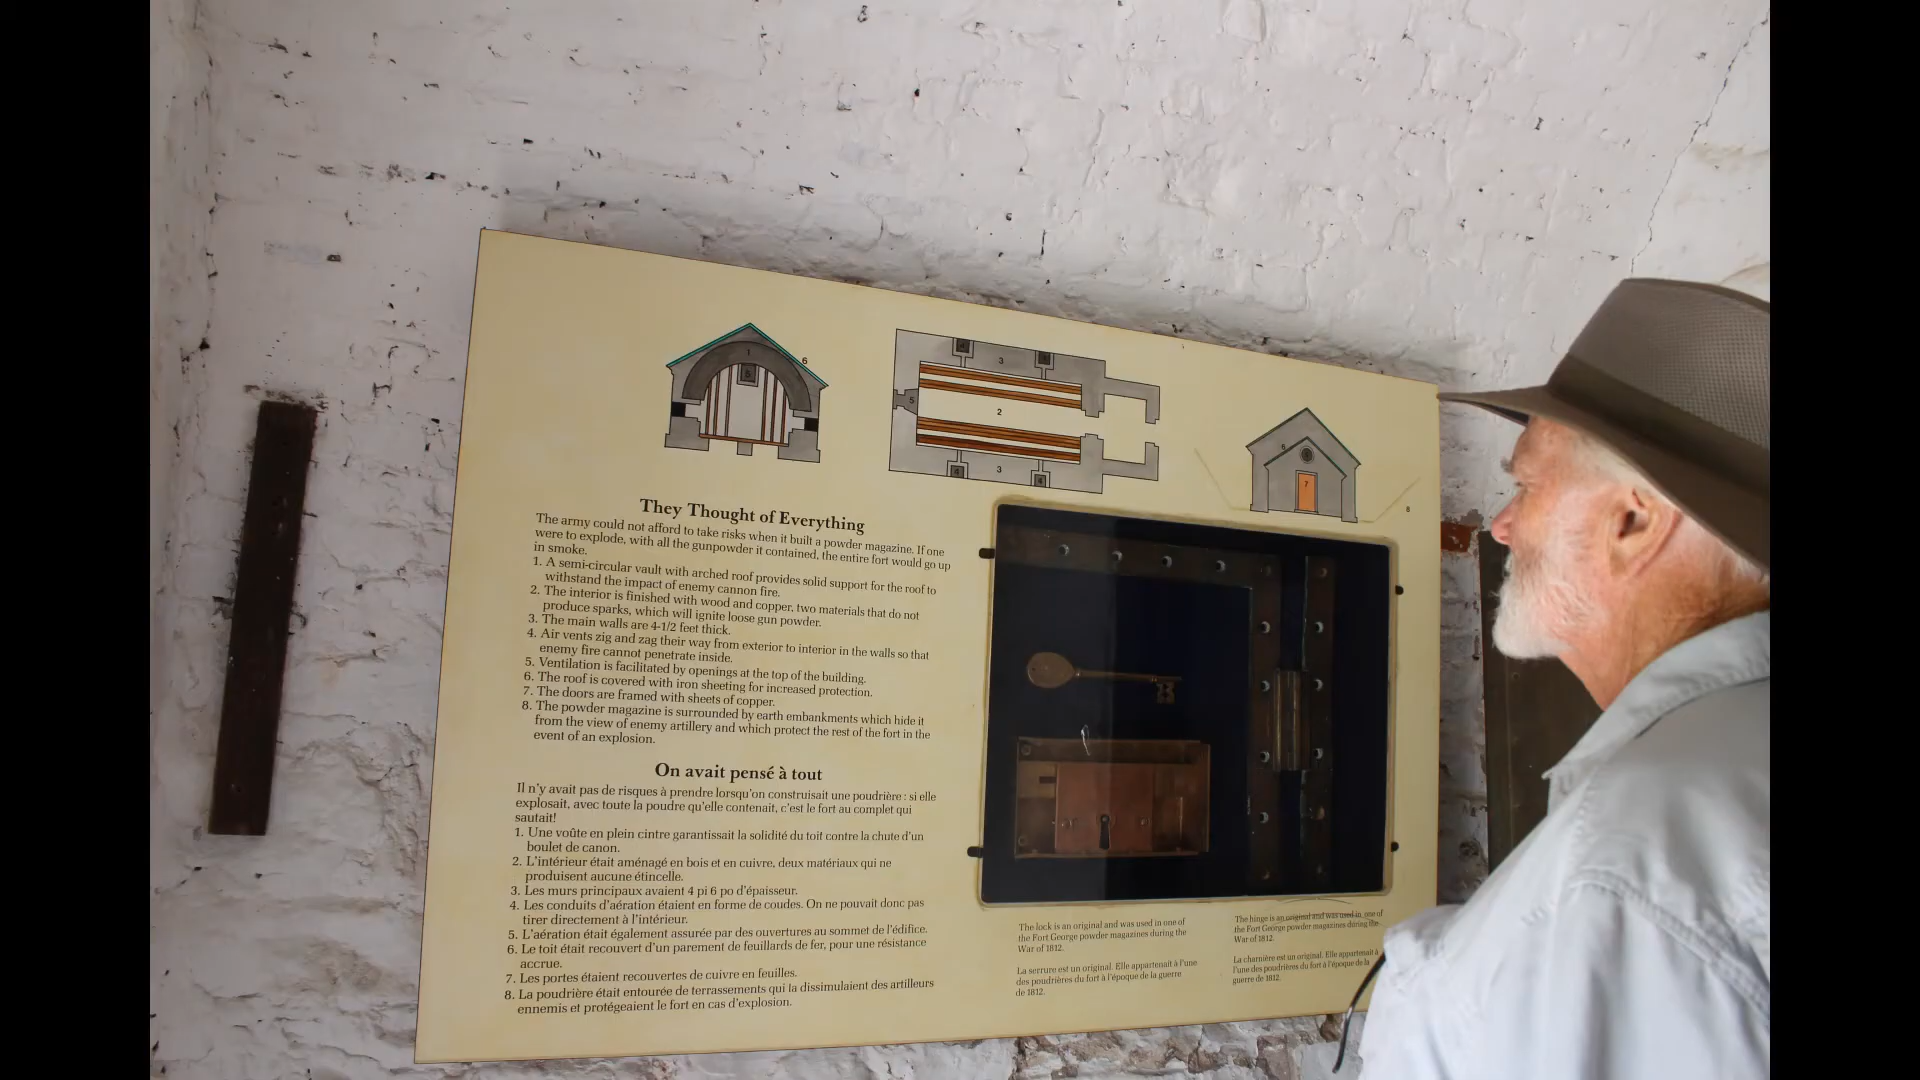 1
6
5
3
2
5
3
4
4
6
7
8
They Thought of Everything
The army could not afford to take risks when it built a powder magazine. If one
were to explode, with all the gunpowder it contained, the entire fort would go up
in smoke.
1. A semi-circular vault with arched roof provides solid support for the roof to
withstand the impact of enemy cannon fire.
2. The interior is finished with wood and copper, two materials that do not
produce sparks, which will ignite loose gun powder.
3. The main walls are 4-1/2 feet thick.
4. Air vents zig and zag their way from exterior to interior in the walls so that
enemy fire cannot penetrate inside.
5. Ventilation is facilitated by openings at the top of the building.
6. The roof is covered with iron sheeting for increased protection.
7. The doors are framed with sheets of copper.
8. The powder magazine is surrounded by earth embankments which hide it
from the view of enemy artillery and which protect the rest of the fort in the
event of an explosion.
On avait pensé à tout
Il n'y avait pas de risques à prendre lorsqu'on construisait une poudrière : si elle
explosait, avec toute la poudre qu'elle contenait, c'est le fort au complet qui
sautait!
1. Une voûte en plein cintre garantissait la solidité du toit contre la chute d'un
boulet de canon.
2. L'intérieur était aménagé en bois et en cuivre, deux matériaux qui ne
produisent aucune étincelle.
3. Les murs principaux avaient 4 pi 6 po d'épaisseur.
4. Les conduits d'aération étaient en forme de coudes. On ne pouvait donc pas
tirer directement à l'intérieur.
5. L'aération était également assurée par des ouvertures au sommet de l'édifice.
6. Le toit était recouvert d'un parement de feuillards de fer, pour une résistance
accrue.
7. Les portes étaient recouvertes de cuivre en feuilles.
8. La poudrière était entourée de terrassements qui la dissimulaient des artilleurs
ennemis et protégeaient le fort en cas d'explosion.
The lock is an original and was used in one of
the Fort George powder magazines during the
War of 1812.
La serrure est un original. Elle appartenait à l'une
des poudrières du fort à l'époque de la guerre
de 1812.
The hinge is an original and was used in one of
the Fort George powder magazines during the
War of 1812.
La charnière est un original. Elle appartenait à
l'une des poudrières du fort à l'époque de la
guerre de 1812.